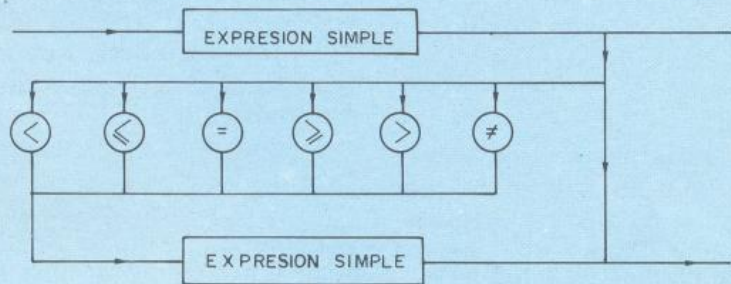 EXPRESION SIMPLE
< ≤ = ≥ > ≠
EXPRESION SIMPLE